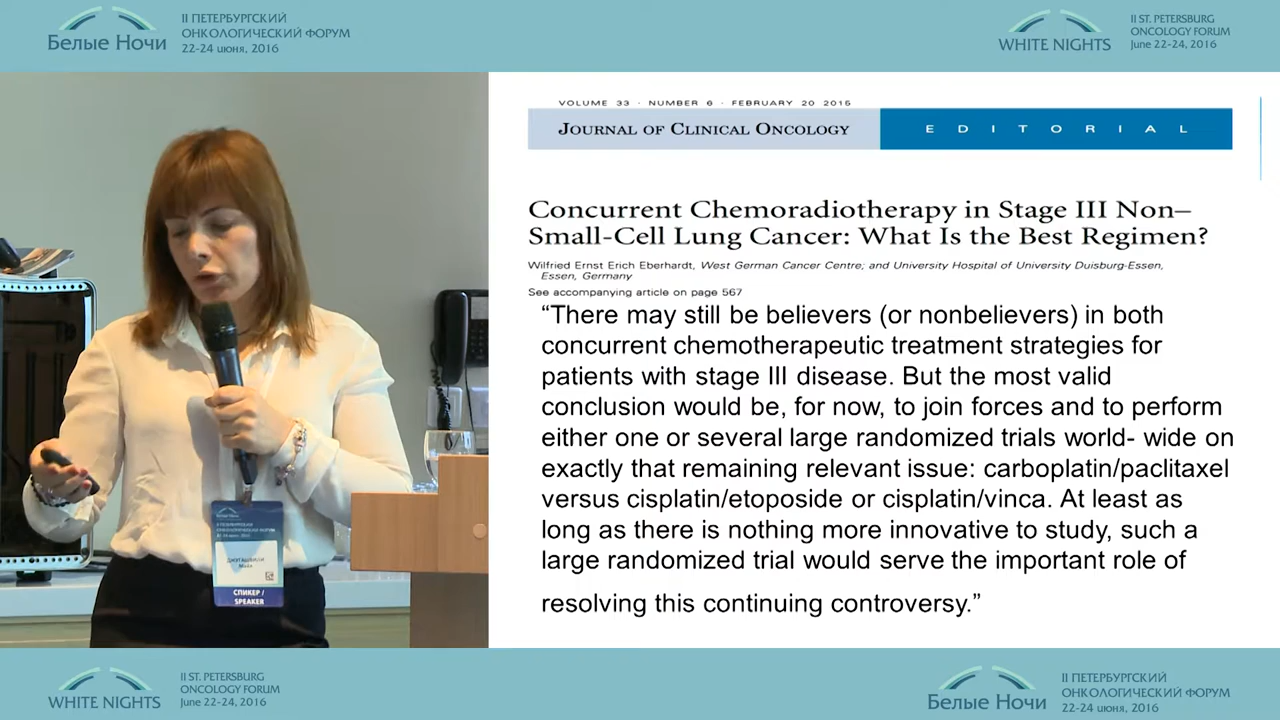 Белые Ночи
II ПЕТЕРБУРГСКИЙ
ОНКОЛОГИЧЕСКИЙ ФОРУМ
22-24 июня, 2016
WHITE NIGHTS
II ST. PETERSBURG
ONCOLOGY FORUM
June 22-24, 2016
VOLUME 33 · NUMBER 6 · FEBRUARY 20 2015
JOURNAL OF CLINICAL ONCOLOGY
EDITORIAL
Concurrent Chemoradiotherapy in Stage III Non–
Small-Cell Lung Cancer: What Is the Best Regimen?
Wilfried Ernst Erich Eberhardt, West German Cancer Centre; and University Hospital of University Duisburg-Essen,
Essen, Germany
See accompanying article on page 567
“There may still be believers (or nonbelievers) in both
concurrent chemotherapeutic treatment strategies for
patients with stage III disease. But the most valid
conclusion would be, for now, to join forces and to perform
either one or several large randomized trials world- wide on
exactly that remaining relevant issue: carboplatin/paclitaxel
versus cisplatin/etoposide or cisplatin/vinca. At least as
long as there is nothing more innovative to study, such a
large randomized trial would serve the important role of
resolving this continuing controversy.”
СПИКЕР /
SPEAKER
WHITE NIGHTS
II ST. PETERSBURG
ONCOLOGY FORUM
June 22-24, 2016
Белые Ночи
II ПЕТЕРБУРГСКИЙ
ОНКОЛОГИЧЕСКИЙ ФОРУМ
22-24 июня, 2016